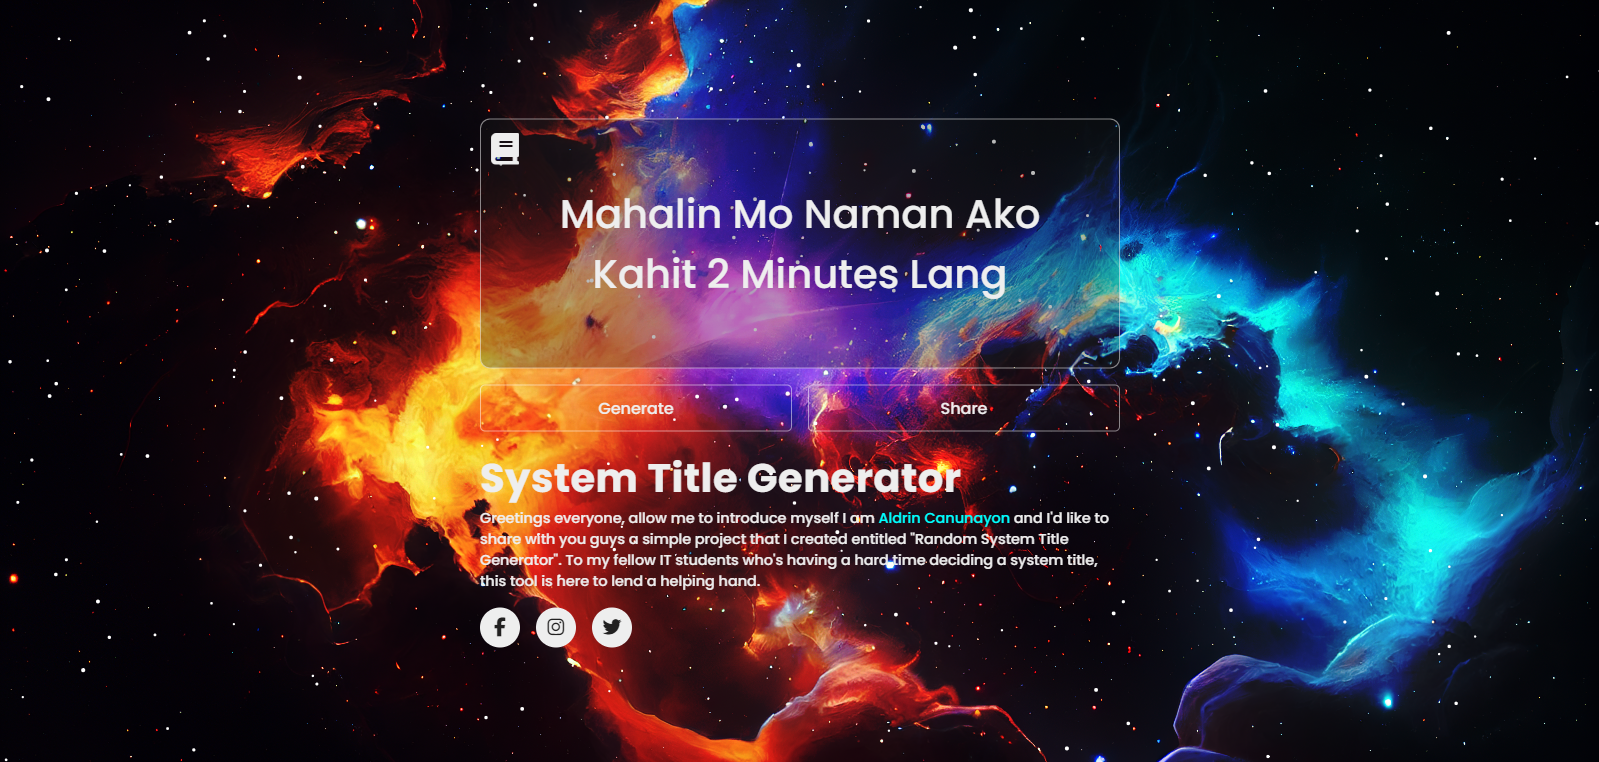 Mahalin Mo Naman Ako
Kahit 2 Minutes Lang
Generate
Share
System Title Generator
Greetings everyone, allow me to introduce myself I am Aldrin Canunayon and I'd like to
share with you guys a simple project that i created entitled "Random System Title
Generator". To my fellow IT students who's having a hard time deciding a system title,
this tool is here to lend a helping hand.